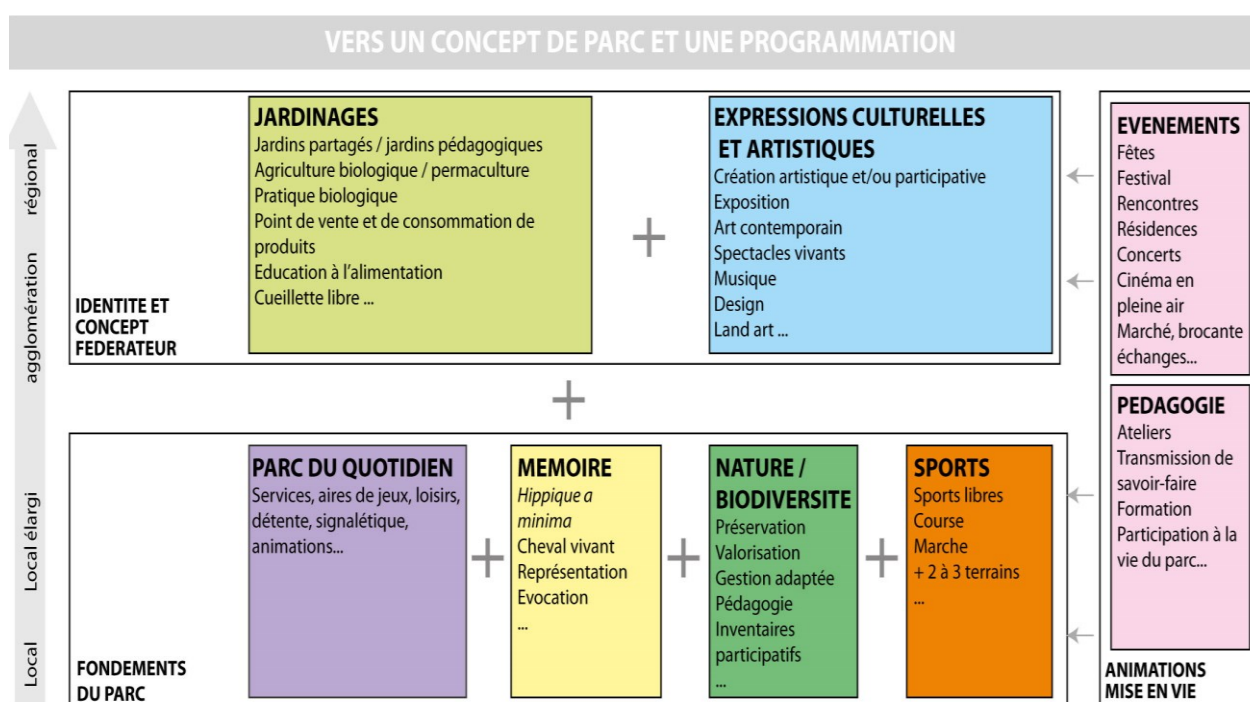 VERS UN CONCEPT DE PARC ET UNE PROGRAMMATION
régional
agglomération
Local élargi
Local
IDENTITE ET
CONCEPT
FEDERATEUR
JARDINAGES
Jardins partagés / jardins pédagogiques
Agriculture biologique / permaculture
Pratique biologique
Point de vente et de consommation de
produits
Education à l'alimentation
Cueillette libre ...
+
EXPRESSIONS CULTURELLES
ET ARTISTIQUES
Création artistique et/ou participative
Exposition
Art contemporain
Spectacles vivants
Musique
Design
Land art ...
+
FONDEMENTS
DU PARC
PARC DU QUOTIDIEN
Services, aires de jeux, loisirs,
détente, signalétique,
animations...
+
MEMOIRE
Hippique a
minima
Cheval vivant
Représentation
Evocation
...
+
NATURE /
BIODIVERSITE
Préservation
Valorisation
Gestion adaptée
Pédagogie
Inventaires
participatifs
...
+
SPORTS
Sports libres
Course
Marche
+ 2 à 3 terrains
...
EVENEMENTS
Fêtes
Festival
Rencontres
Résidences
Concerts
Cinéma en
pleine air
Marché, brocante
échanges...
PEDAGOGIE
Ateliers
Transmission de
savoir-faire
Formation
Participation à la
vie du parc...
ANIMATIONS
MISE EN VIE